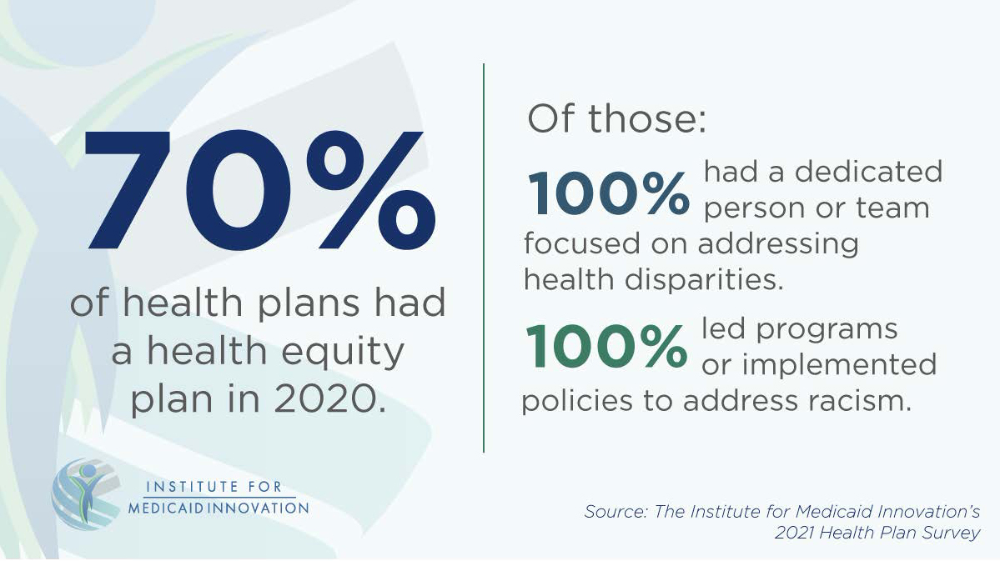 70%
of health plans had
a health equity
plan in 2020.
Of those:
100% had a dedicated
person or team
focused on addressing
health disparities.
100% led programs
or implemented
policies to address racism.
INSTITUTE FOR
MEDICAID INNOVATION
Source: The Institute for Medicaid Innovation's
2021 Health Plan Survey